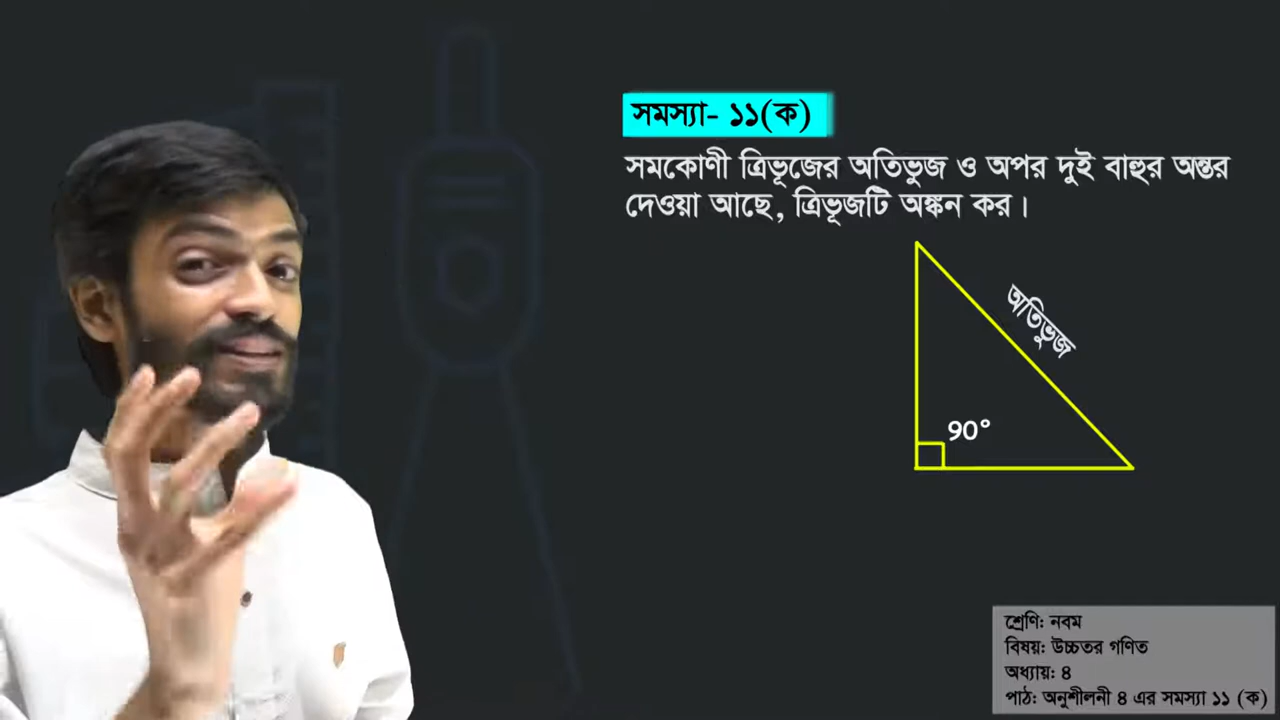 সমস্যা- ১১(ক)
সমকোণী ত্রিভূজের অতিভুজ ও অপর দুই বাহুর অন্তর
দেওয়া আছে, ত্রিভূজটি অঙ্কন কর।
অতিভুজ
90°
শ্রেণি: নবম
বিষয়: উচ্চতর গণিত
অধ্যায়: ৪
পাঠ: অনুশীলনী ৪ এর সমস্যা ১১ (ক)